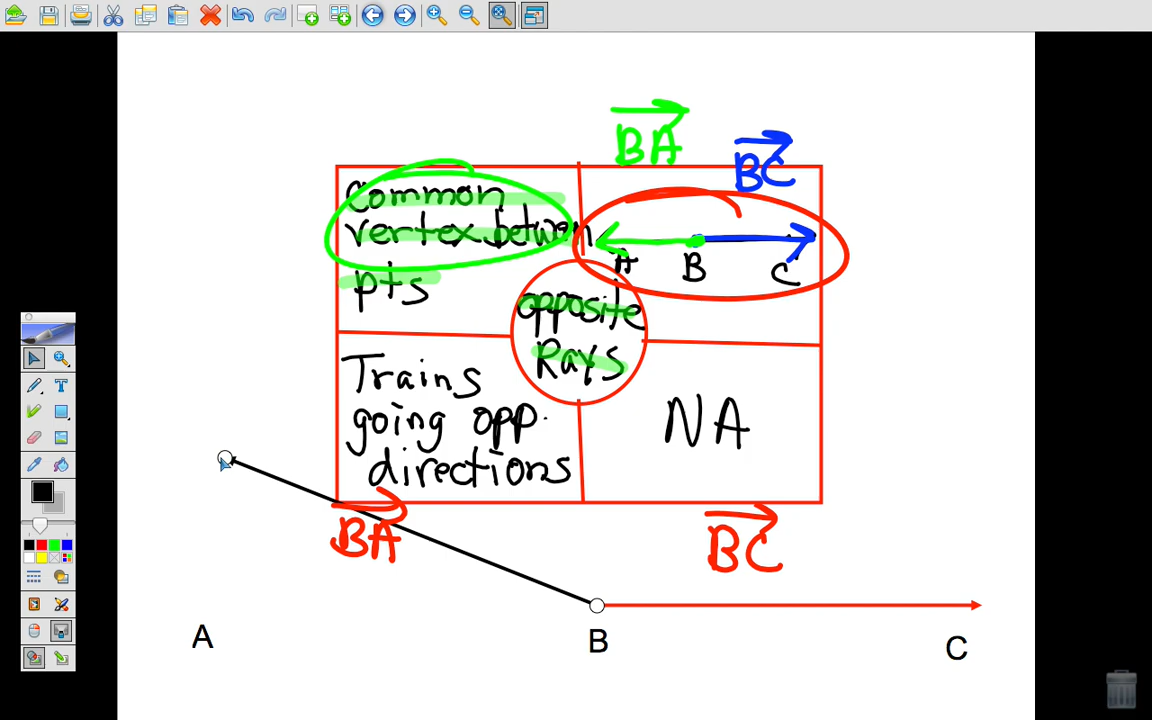 BA
BC
common
vertex between
pts
A B C
opposite
Rays
Trains
going opp.
directions
NA
BA
BC
A B C